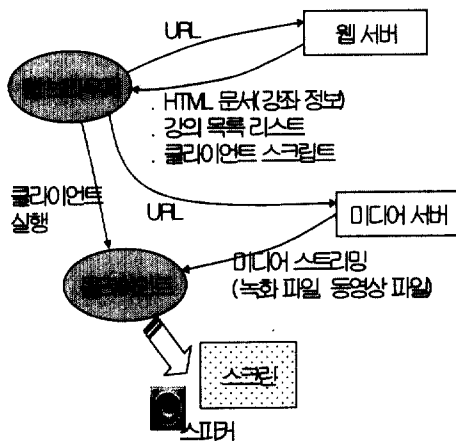 URL
웹 서버
. HTML 문서(강좌 정보)
. 강의 목록 리스트
. 클라이언트 스크립트
클라이언트
실행
URL
미디어 서버
미디어 스트리밍
(녹화 파일, 동영상 파일)
스크린
스피커